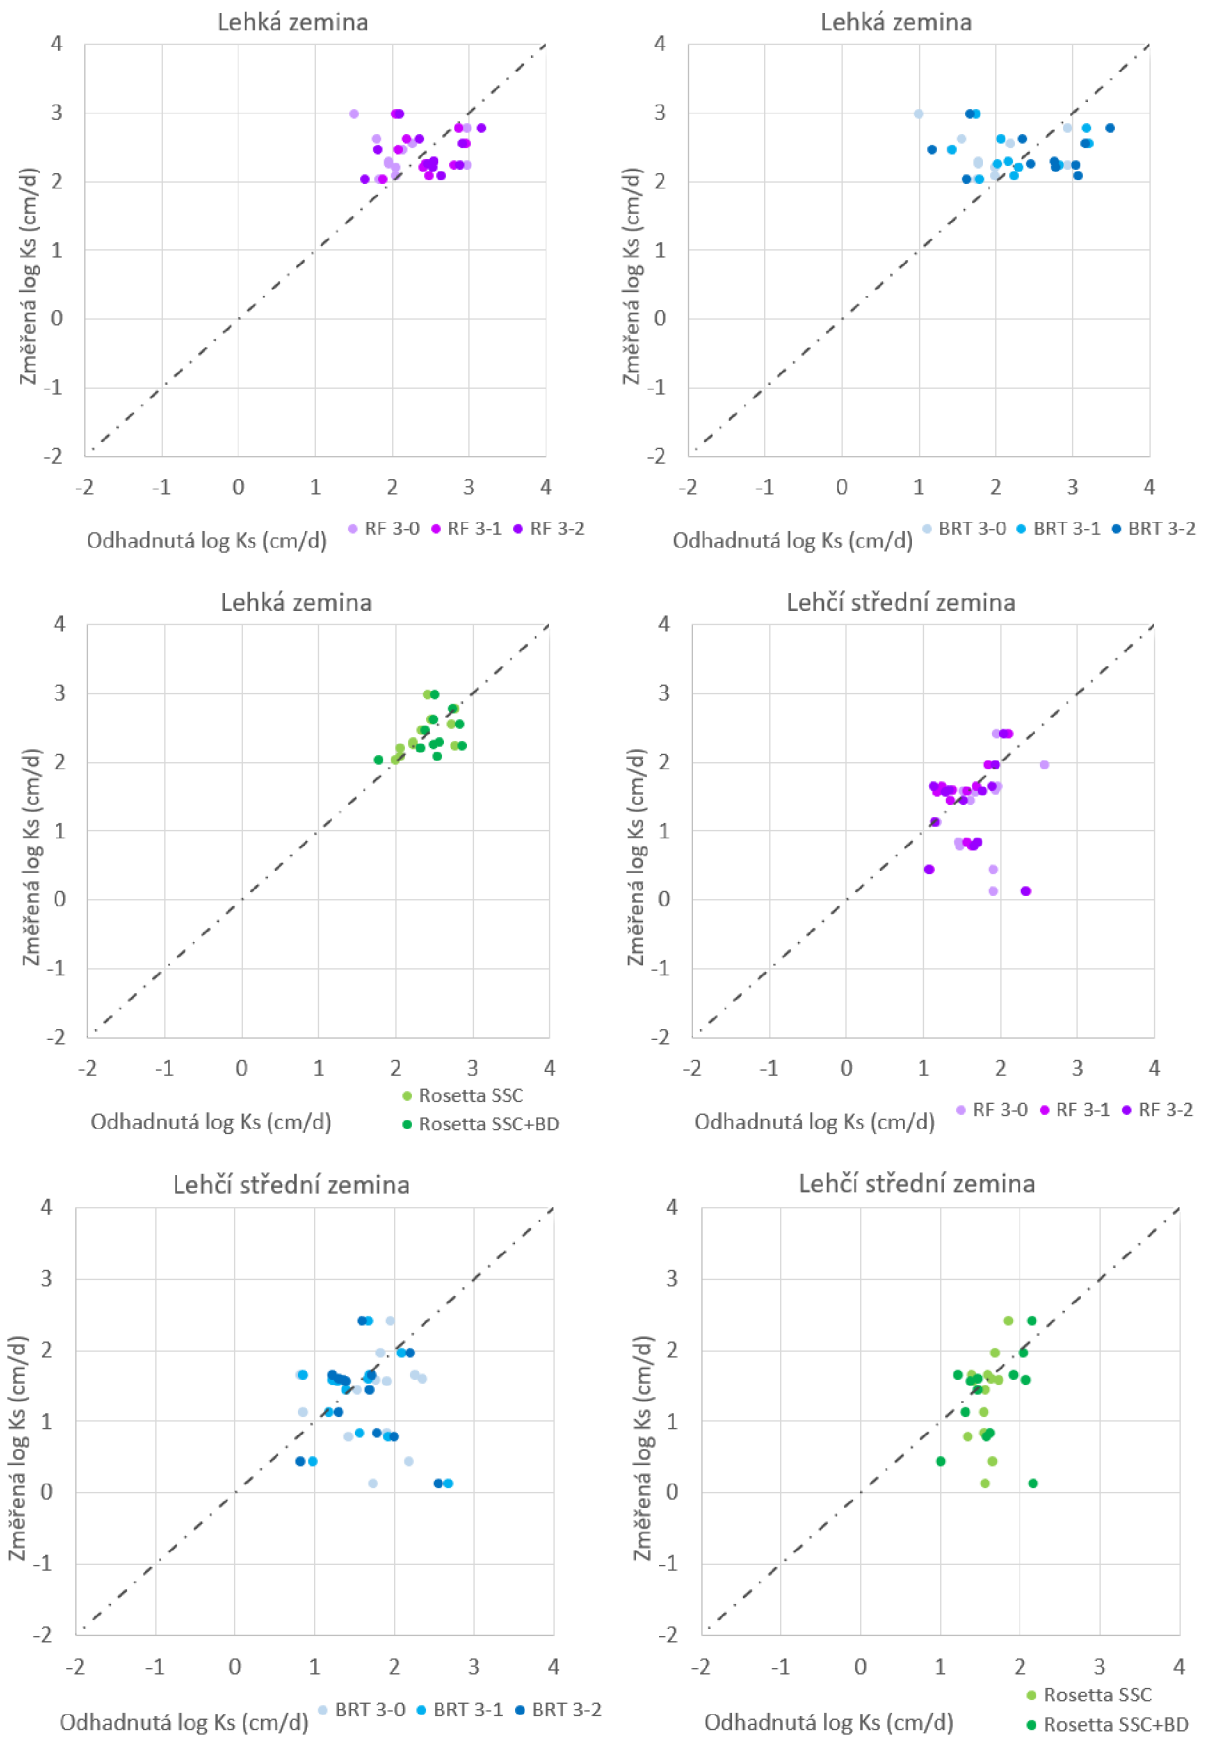 Lehká zemina
4
3
2
1
0
-1
-2
-2 -1 0 1 2 3 4
Změřená log Ks (cm/d)
Odhadnutá log Ks (cm/d)
RF 3-0 RF 3-1 RF 3-2
Lehká zemina
4
3
2
1
0
-1
-2
-2 -1 0 1 2 3 4
Změřená log Ks (cm/d)
Odhadnutá log Ks (cm/d)
BRT 3-0 BRT 3-1 BRT 3-2
Lehká zemina
4
3
2
1
0
-1
-2
-2 -1 0 1 2 3 4
Změřená log Ks (cm/d)
Odhadnutá log Ks (cm/d)
Rosetta SSC
Rosetta SSC+BD
Lehčí střední zemina
4
3
2
1
0
-1
-2
-2 -1 0 1 2 3 4
Změřená log Ks (cm/d)
Odhadnutá log Ks (cm/d)
RF 3-0 RF 3-1 RF 3-2
Lehčí střední zemina
4
3
2
1
0
-1
-2
-2 -1 0 1 2 3 4
Změřená log Ks (cm/d)
Odhadnutá log Ks (cm/d)
BRT 3-0 BRT 3-1 BRT 3-2
Lehčí střední zemina
4
3
2
1
0
-1
-2
-2 -1 0 1 2 3 4
Změřená log Ks (cm/d)
Odhadnutá log Ks (cm/d)
Rosetta SSC
Rosetta SSC+BD